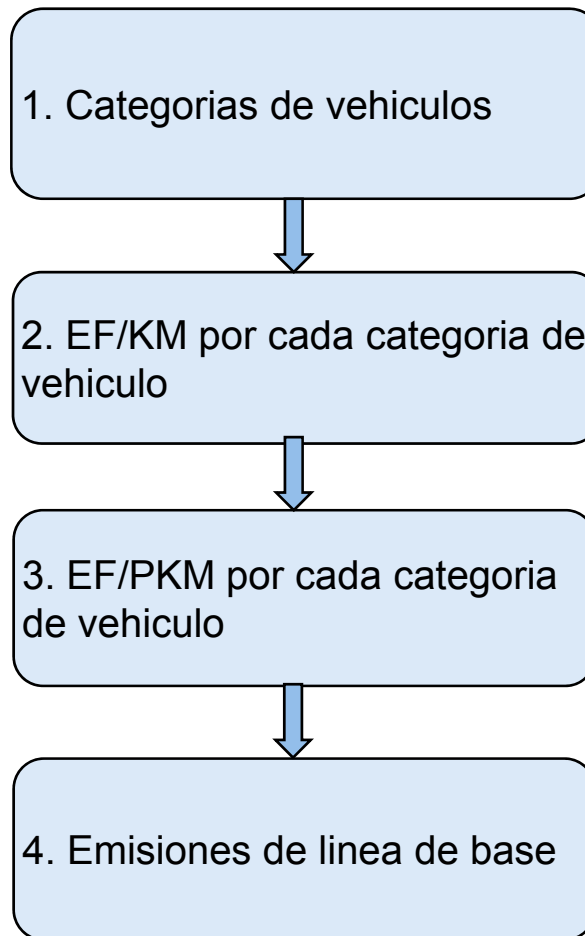 1. Categorias de vehiculos
2. EF/KM por cada categoria de
vehiculo
3. EF/PKM por cada categoria
de vehiculo
4. Emisiones de linea de base